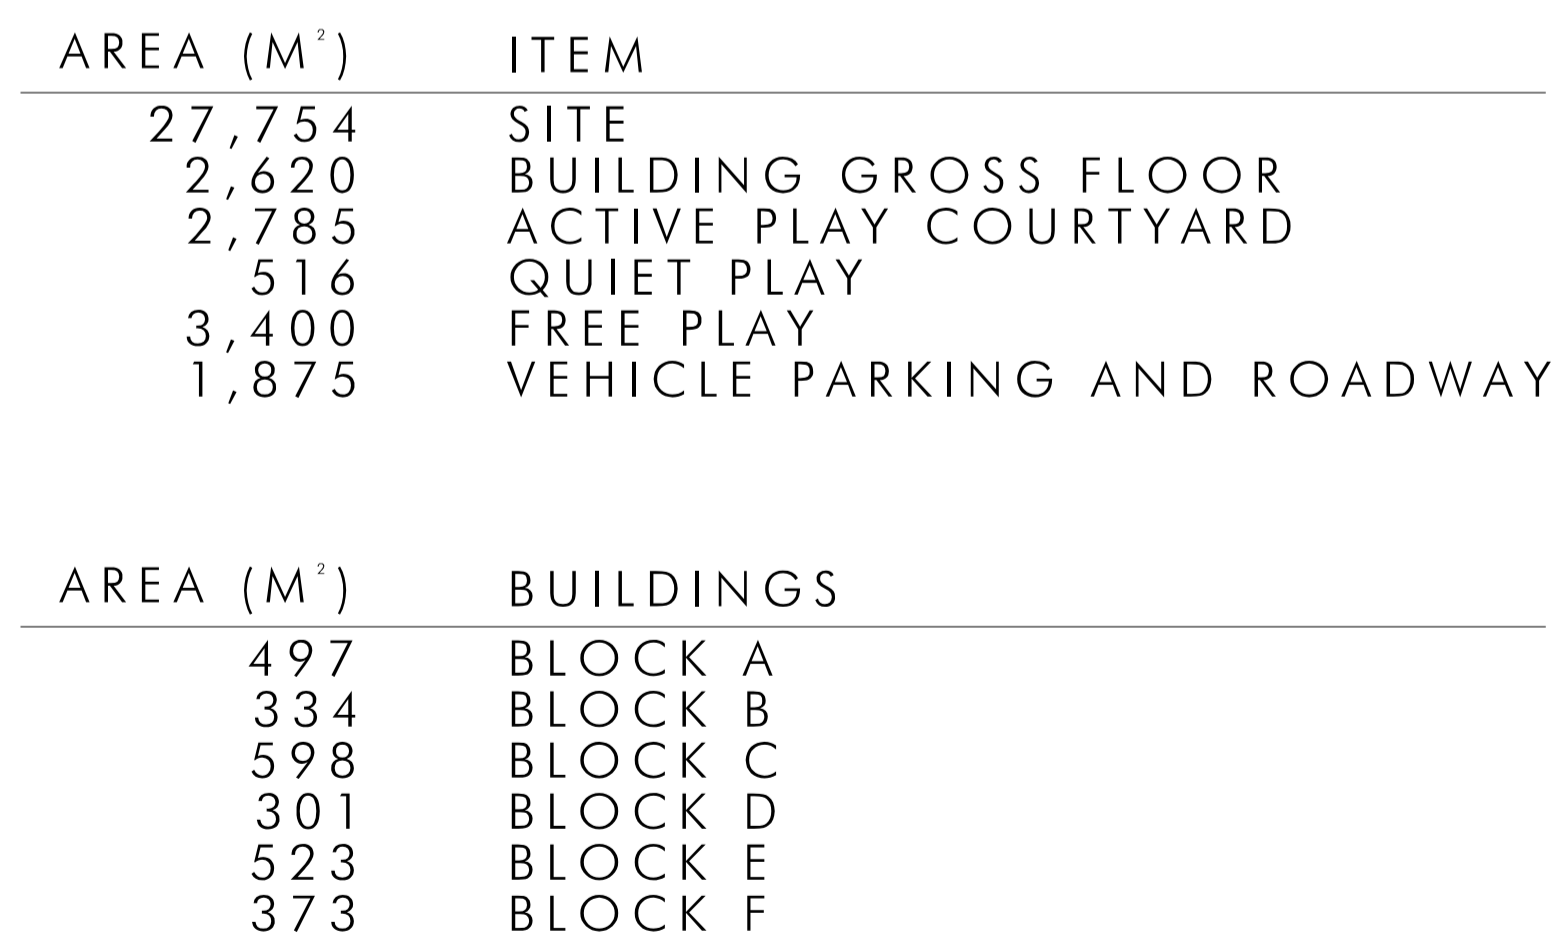 AREA (M²) ITEM
27,754 SITE
2,620 BUILDING GROSS FLOOR
2,785 ACTIVE PLAY COURTYARD
516 QUIET PLAY
3,400 FREE PLAY
1,875 VEHICLE PARKING AND ROADWAY
AREA (M²) BUILDINGS
497 BLOCK A
334 BLOCK B
598 BLOCK C
301 BLOCK D
523 BLOCK E
373 BLOCK F